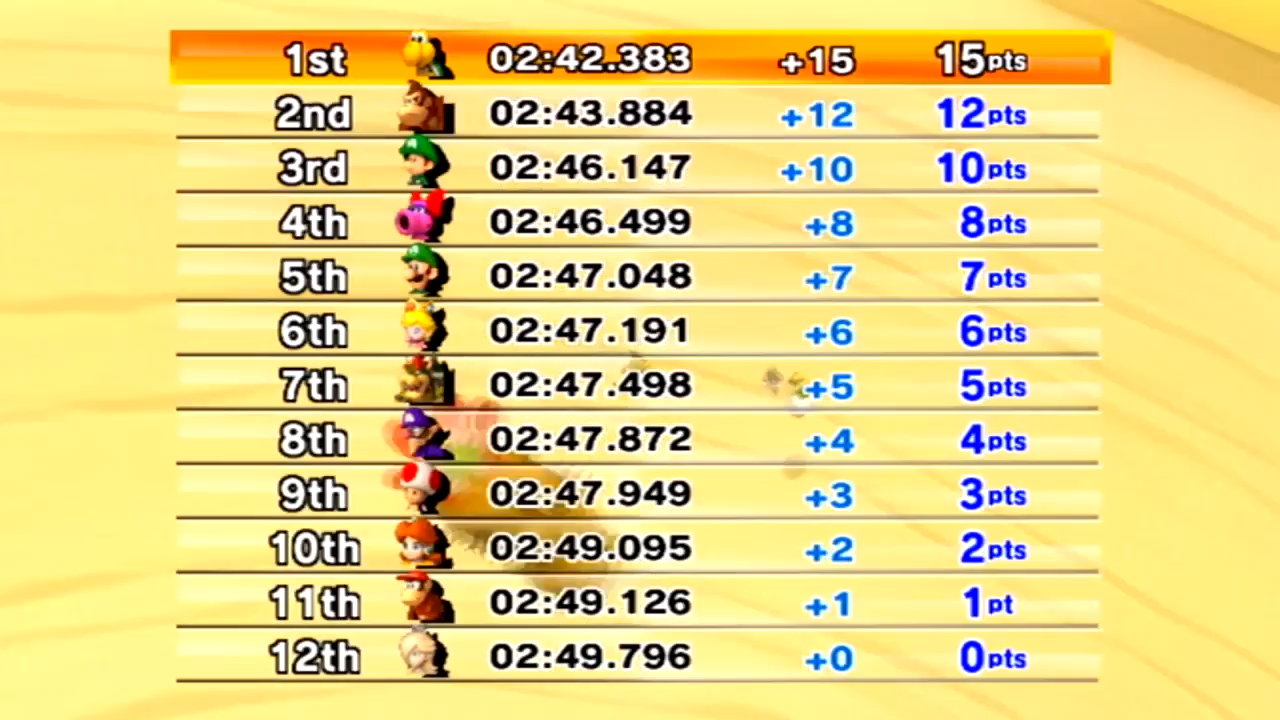 1st 02:42.383 +15 15pts
2nd 02:43.884 +12 12pts
3rd 02:46.147 +10 10pts
4th 02:46.499 +8 8pts
5th 02:47.048 +7 7pts
6th 02:47.191 +6 6pts
7th 02:47.498 +5 5pts
8th 02:47.872 +4 4pts
9th 02:47.949 +3 3pts
10th 02:49.095 +2 2pts
11th 02:49.126 +1 1pt
12th 02:49.796 +0 0pts